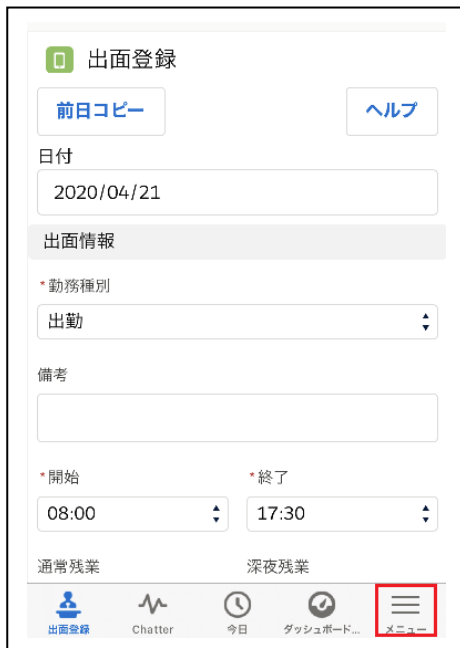 出面登録
前日コピー ヘルプ
日付
2020/04/21
出面情報
*勤務種別
出勤
備考
*開始 *終了
08:00 17:30
通常残業 深夜残業
出面登録 Chatter 今日 ダッシュボード... メニュー